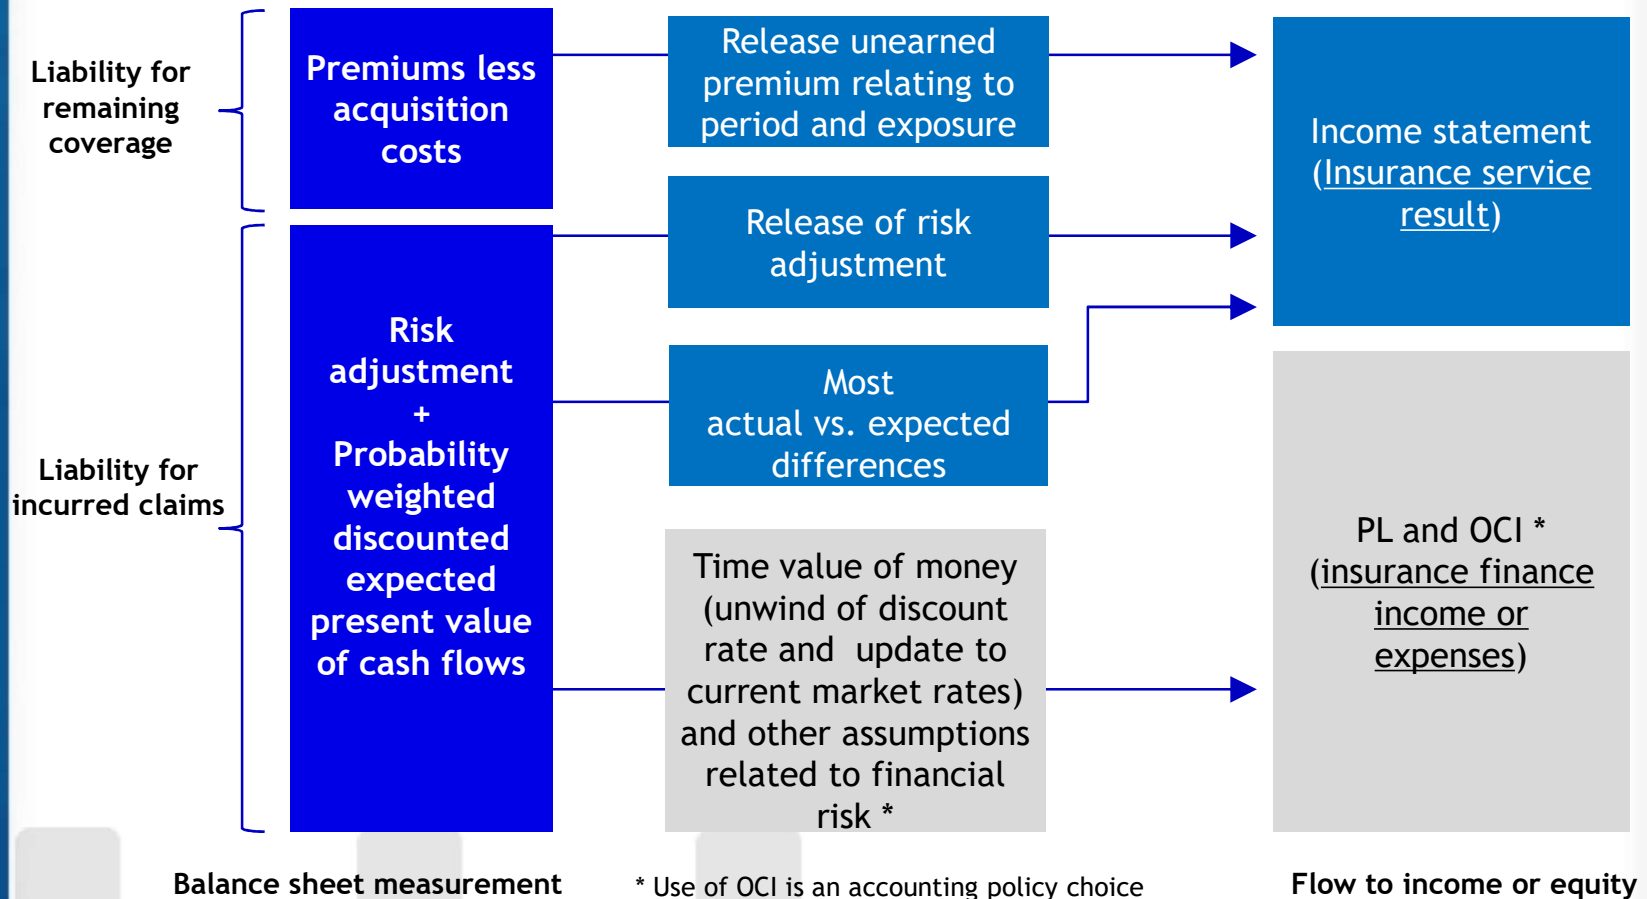 Liability for
remaining
coverage
Premiums less
acquisition
costs
Release unearned
premium relating to
period and exposure
Income statement
(Insurance service
result)
Release of risk
adjustment
Liability for
incurred claims
Risk
adjustment
+
Probability
weighted
discounted
expected
present value
of cash flows
Most
actual vs. expected
differences
Time value of money
(unwind of discount
rate and update to
current market rates)
and other assumptions
related to financial
risk *
PL and OCI *
(insurance finance
income or
expenses)
Balance sheet measurement
* Use of OCI is an accounting policy choice
Flow to income or equity